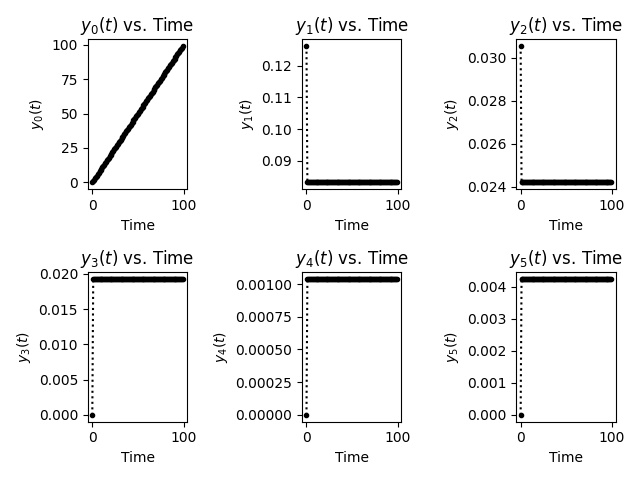 y₀(t) vs. Time
y₁(t) vs. Time
y₂(t) vs. Time
100
75
50
25
0
y₀(t)
0 100
Time
0.12
0.11
0.10
0.09
y₁(t)
0 100
Time
0.030
0.028
0.026
0.024
y₂(t)
0 100
Time
y₃(t) vs. Time
y₄(t) vs. Time
y₅(t) vs. Time
0.020
0.015
0.010
0.005
0.000
y₃(t)
0 100
Time
0.00100
0.00075
0.00050
0.00025
0.00000
y₄(t)
0 100
Time
0.004
0.003
0.002
0.001
0.000
y₅(t)
0 100
Time